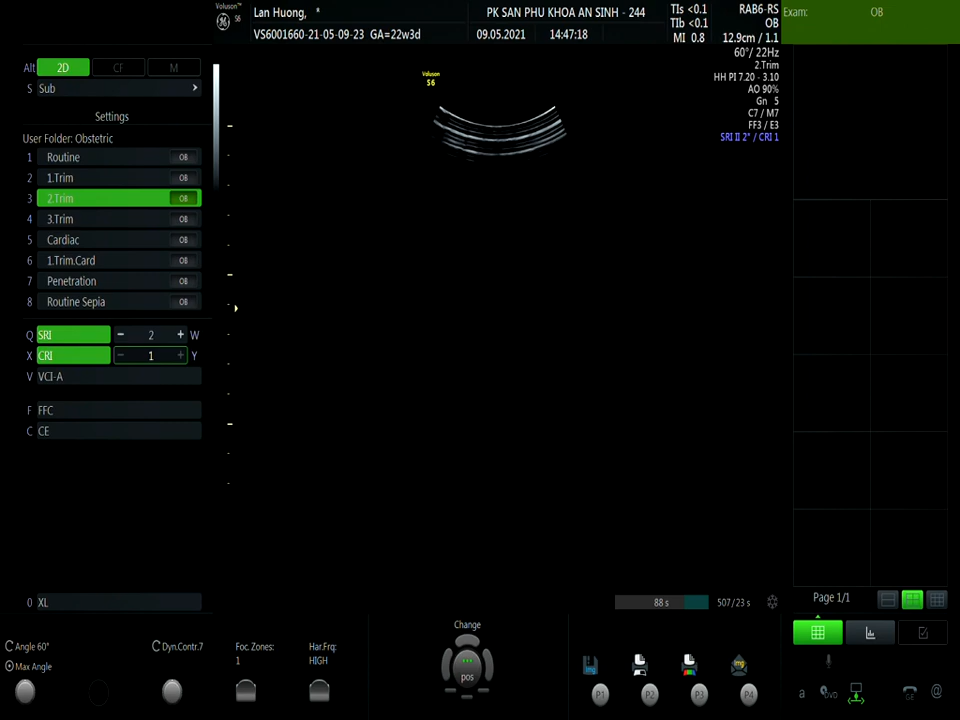 Voluson™
S6
Lan Huong, *
VS6001660-21-05-09-23 GA=22w3d
PK SAN PHU KHOA AN SINH - 244
09.05.2021 14:47:18
TIs <0.1
TIb <0.1
MI 0.8
RAB6-RS
OB
12.9cm / 1.1
60°/ 22Hz
2.Trim
HH PI 7.20 - 3.10
AO 90%
Gn 5
C7 / M7
FF3 / E3
SRI II 2* / CRI 1
Exam: OB
Alt 2D CF M
S Sub
Settings
User Folder: Obstetric
1 Routine OB
2 1.Trim OB
3 2.Trim OB
4 3.Trim OB
5 Cardiac OB
6 1.Trim.Card OB
7 Penetration OB
8 Routine Sepia OB
Q SRI − 2 + W
X CRI − 1 + Y
V VCI-A
F FFC
C CE
0 XL
Voluson
S6
88 s 507/23 s
Page 1/1
Angle 60°
Max Angle
Dyn.Contr.7
Foc. Zones:
1
Har.Frq:
HIGH
Change
pos
img
P1 P2 P3 P4
a DVD @